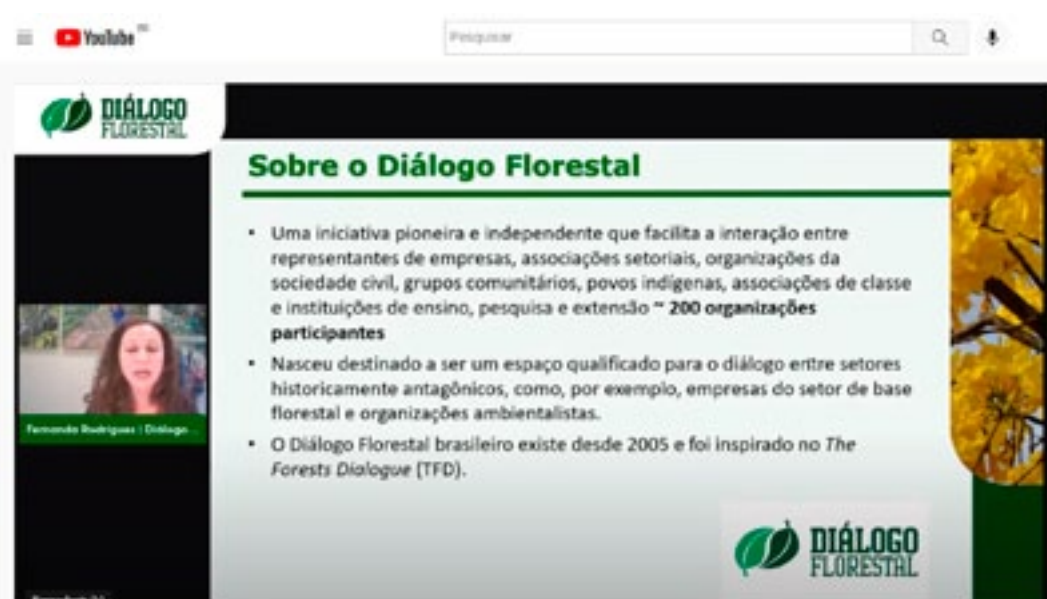 YouTube
Pesquisar
DIÁLOGO
FLORESTAL
Sobre o Diálogo Florestal
• Uma iniciativa pioneira e independente que facilita a interação entre
representantes de empresas, associações setoriais, organizações da
sociedade civil, grupos comunitários, povos indígenas, associações de classe
e instituições de ensino, pesquisa e extensão ~ 200 organizações
participantes
• Nasceu destinado a ser um espaço qualificado para o diálogo entre setores
historicamente antagônicos, como, por exemplo, empresas do setor de base
florestal e organizações ambientalistas.
• O Diálogo Florestal brasileiro existe desde 2005 e foi inspirado no The
Forests Dialogue (TFD).
Fernanda Rodrigues | Diálogo...
DIÁLOGO
FLORESTAL